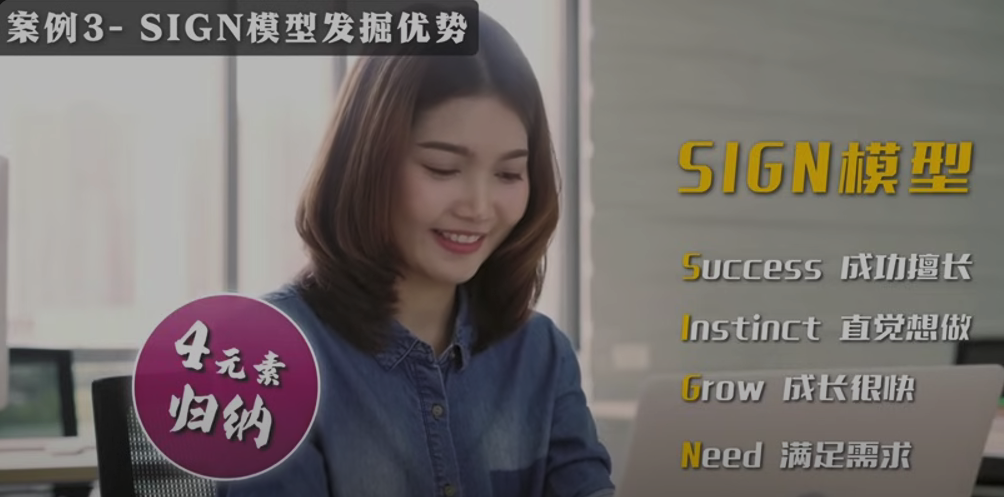 案例3- SIGN模型发掘优势
SIGN模型
Success 成功擅长
Instinct 直觉想做
Grow 成长很快
Need 满足需求
4元素
归纳